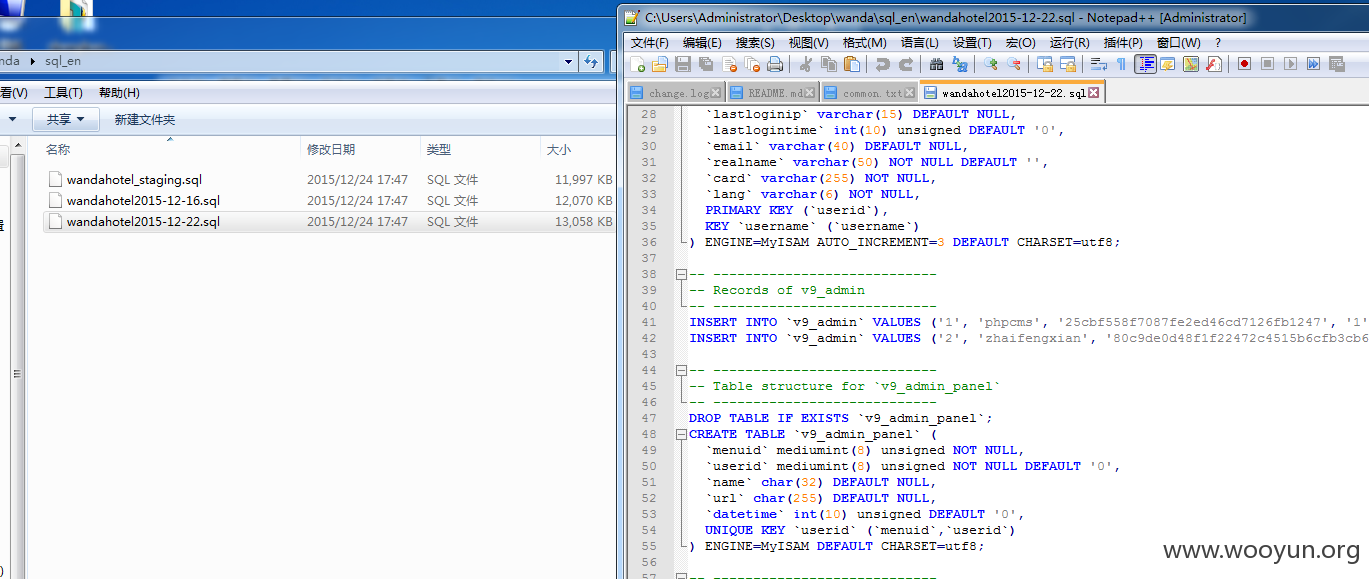 C:\Users\Administrator\Desktop\wanda\sql_en\wandahotel2015-12-22.sql - Notepad++ [Administrator]
nda ▸ sql_en
看(V) 工具(T) 帮助(H)
共享 新建文件夹
名称 修改日期 类型 大小
wandahotel_staging.sql 2015/12/24 17:47 SQL 文件 11,997 KB
wandahotel2015-12-16.sql 2015/12/24 17:47 SQL 文件 12,070 KB
wandahotel2015-12-22.sql 2015/12/24 17:47 SQL 文件 13,058 KB
文件(F) 编辑(E) 搜索(S) 视图(V) 格式(M) 语言(L) 设置(T) 宏(O) 运行(R) 插件(P) 窗口(W) ?
change.log README.md common.txt wandahotel2015-12-22.sql
28 `lastloginip` varchar(15) DEFAULT NULL,
29 `lastlogintime` int(10) unsigned DEFAULT '0',
30 `email` varchar(40) DEFAULT NULL,
31 `realname` varchar(50) NOT NULL DEFAULT '',
32 `card` varchar(255) NOT NULL,
33 `lang` varchar(6) NOT NULL,
34 PRIMARY KEY (`userid`),
35 KEY `username` (`username`)
36 ) ENGINE=MyISAM AUTO_INCREMENT=3 DEFAULT CHARSET=utf8;
37
38 -- ----------------------------
39 -- Records of v9_admin
40 -- ----------------------------
41 INSERT INTO `v9_admin` VALUES ('1', 'phpcms', '25cbf558f7087fe2ed46cd7126fb1247', '1'
42 INSERT INTO `v9_admin` VALUES ('2', 'zhaifengxian', '80c9de0d48f1f22472c4515b6cfb3cb6
43
44 -- ----------------------------
45 -- Table structure for `v9_admin_panel`
46 -- ----------------------------
47 DROP TABLE IF EXISTS `v9_admin_panel`;
48 CREATE TABLE `v9_admin_panel` (
49 `menuid` mediumint(8) unsigned NOT NULL,
50 `userid` mediumint(8) unsigned NOT NULL DEFAULT '0',
51 `name` char(32) DEFAULT NULL,
52 `url` char(255) DEFAULT NULL,
53 `datetime` int(10) unsigned DEFAULT '0',
54 UNIQUE KEY `userid` (`menuid`,`userid`)
55 ) ENGINE=MyISAM DEFAULT CHARSET=utf8;
56
57 -- ----------------------------
www.wooyun.org